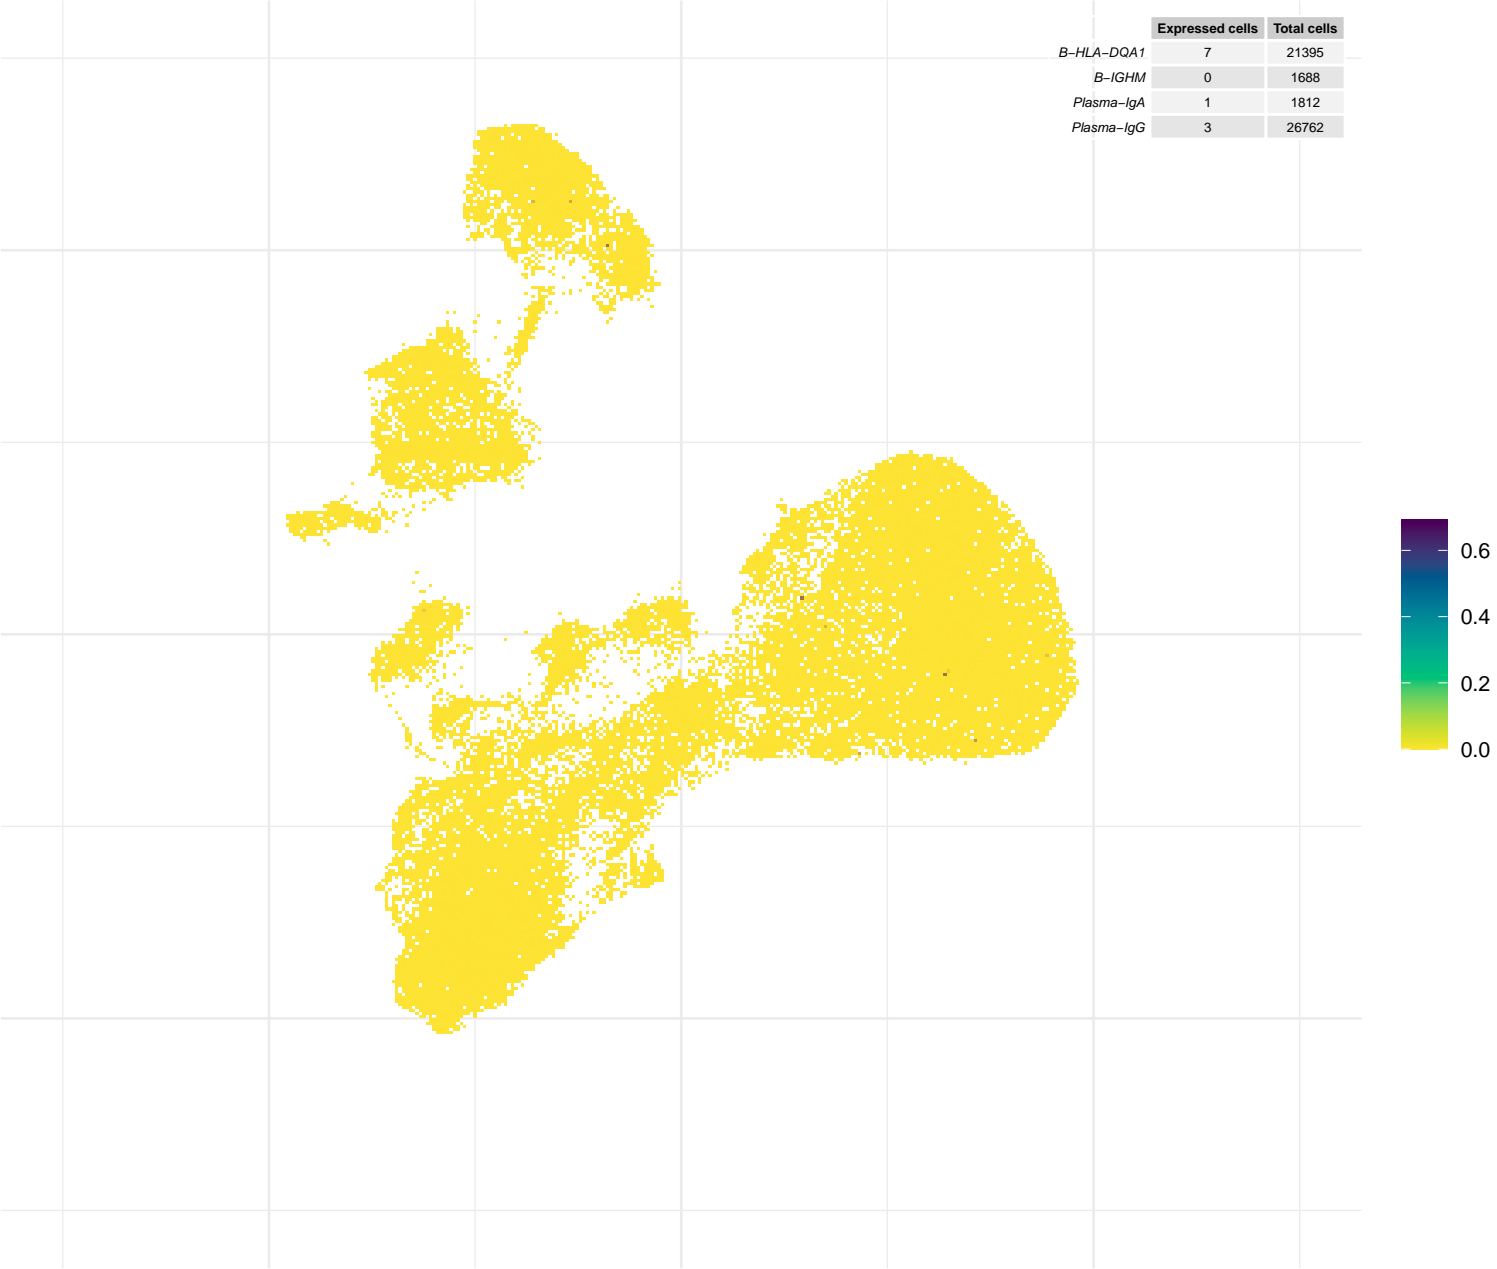 Expressed cells Total cells
B−HLA−DQA1 7 21395
B−IGHM 0 1688
Plasma−IgA 1 1812
Plasma−IgG 3 26762
0.6
0.4
0.2
0.0